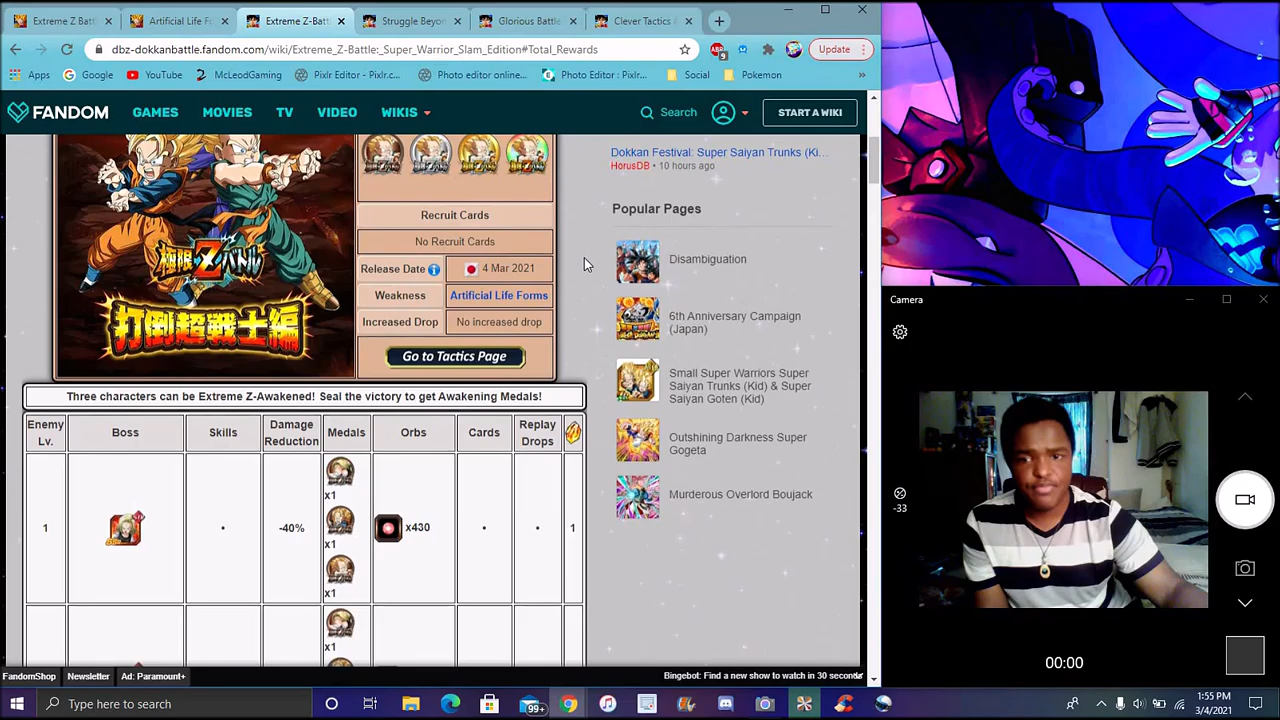 Extreme Z Batt
Artificial Life Fo
Extreme Z-Batt
Struggle Beyon
Glorious Battle
Clever Tactics A
dbz-dokkanbattle.fandom.com/wiki/Extreme_Z-Battle:_Super_Warrior_Slam_Edition#Total_Rewards
ABP
9
Update
Apps
Google
YouTube
McLeodGaming
Pixlr Editor - Pixlr.c...
Photo editor online...
Photo Editor : Pixlr...
Social
Pokemon
»
FANDOM
GAMES
MOVIES
TV
VIDEO
WIKIS
Search
START A WIKI
極限Zバトル
打倒超戦士編
Recruit Cards
No Recruit Cards
Release Date
4 Mar 2021
Weakness
Artificial Life Forms
Increased Drop
No increased drop
Go to Tactics Page
Dokkan Festival: Super Saiyan Trunks (Ki...
HorusDB • 10 hours ago
Popular Pages
Disambiguation
6th Anniversary Campaign
(Japan)
Small Super Warriors Super
Saiyan Trunks (Kid) & Super
Saiyan Goten (Kid)
Outshining Darkness Super
Gogeta
Murderous Overlord Boujack
Three characters can be Extreme Z-Awakened! Seal the victory to get Awakening Medals!
Enemy
Lv.
Boss
Skills
Damage
Reduction
Medals
Orbs
Cards
Replay
Drops
1
•
-40%
x1
x1
x1
x430
•
•
1
x1
FandomShop
Newsletter
Ad: Paramount+
Bingebot: Find a new show to watch in 30 seconds
Camera
-33
00:00
Type here to search
99+
1:55 PM
3/4/2021